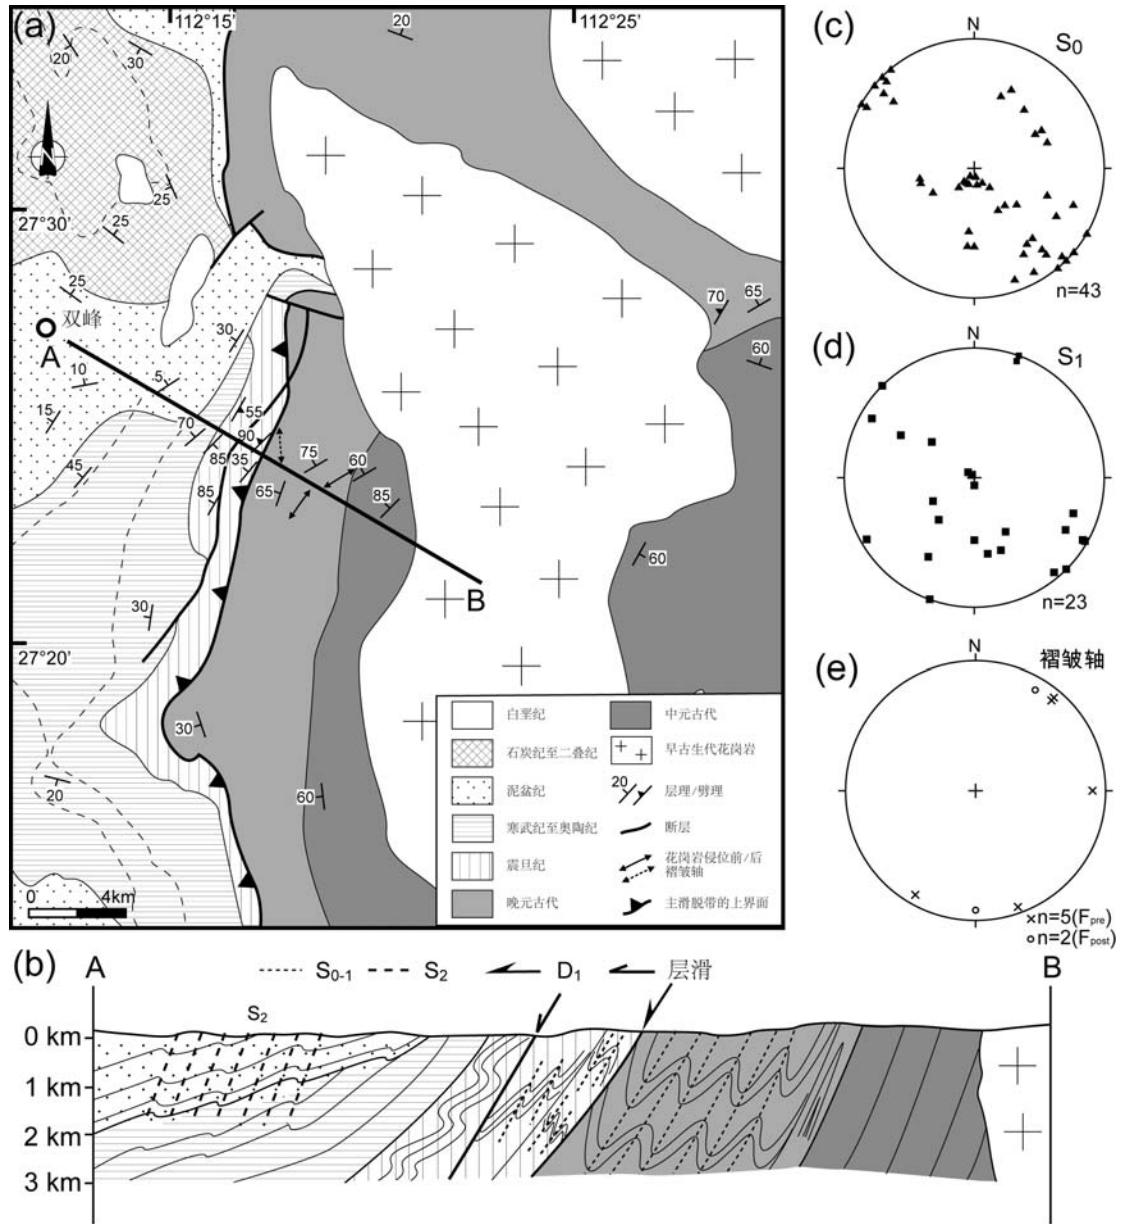 (a)
112°15'
112°25'
20
20
30
25
25
25
27°30'
25
双峰
A
30
10
5
15
70
55
90
85
35
45
85
75
60
65
85
70
65
60
60
B
30
27°20'
30
20
60
0 4km
白垩纪
石炭纪至二叠纪
泥盆纪
寒武纪至奥陶纪
震旦纪
晚元古代
中元古代
早古生代花岗岩
20 层理/劈理
断层
花岗岩侵位前/后
褶皱轴
主滑脱带的上界面
(c)
N
S0
n=43
(d)
N
S1
n=23
(e)
N
褶皱轴
×n=5(Fpre)
○n=2(Fpost)
(b)
A
S0-1
S2
D1
层滑
B
S2
0 km
1 km
2 km
3 km